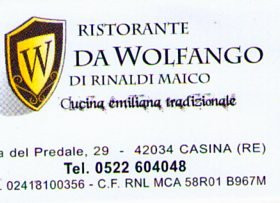 W
RISTORANTE
DA WOLFANGO
DI RINALDI MAICO
Cucina emiliana tradizionale
a del Predale, 29 - 42034 CASINA (RE)
Tel. 0522 604048
02418100356 - C.F. RNL MCA 58R01 B967M